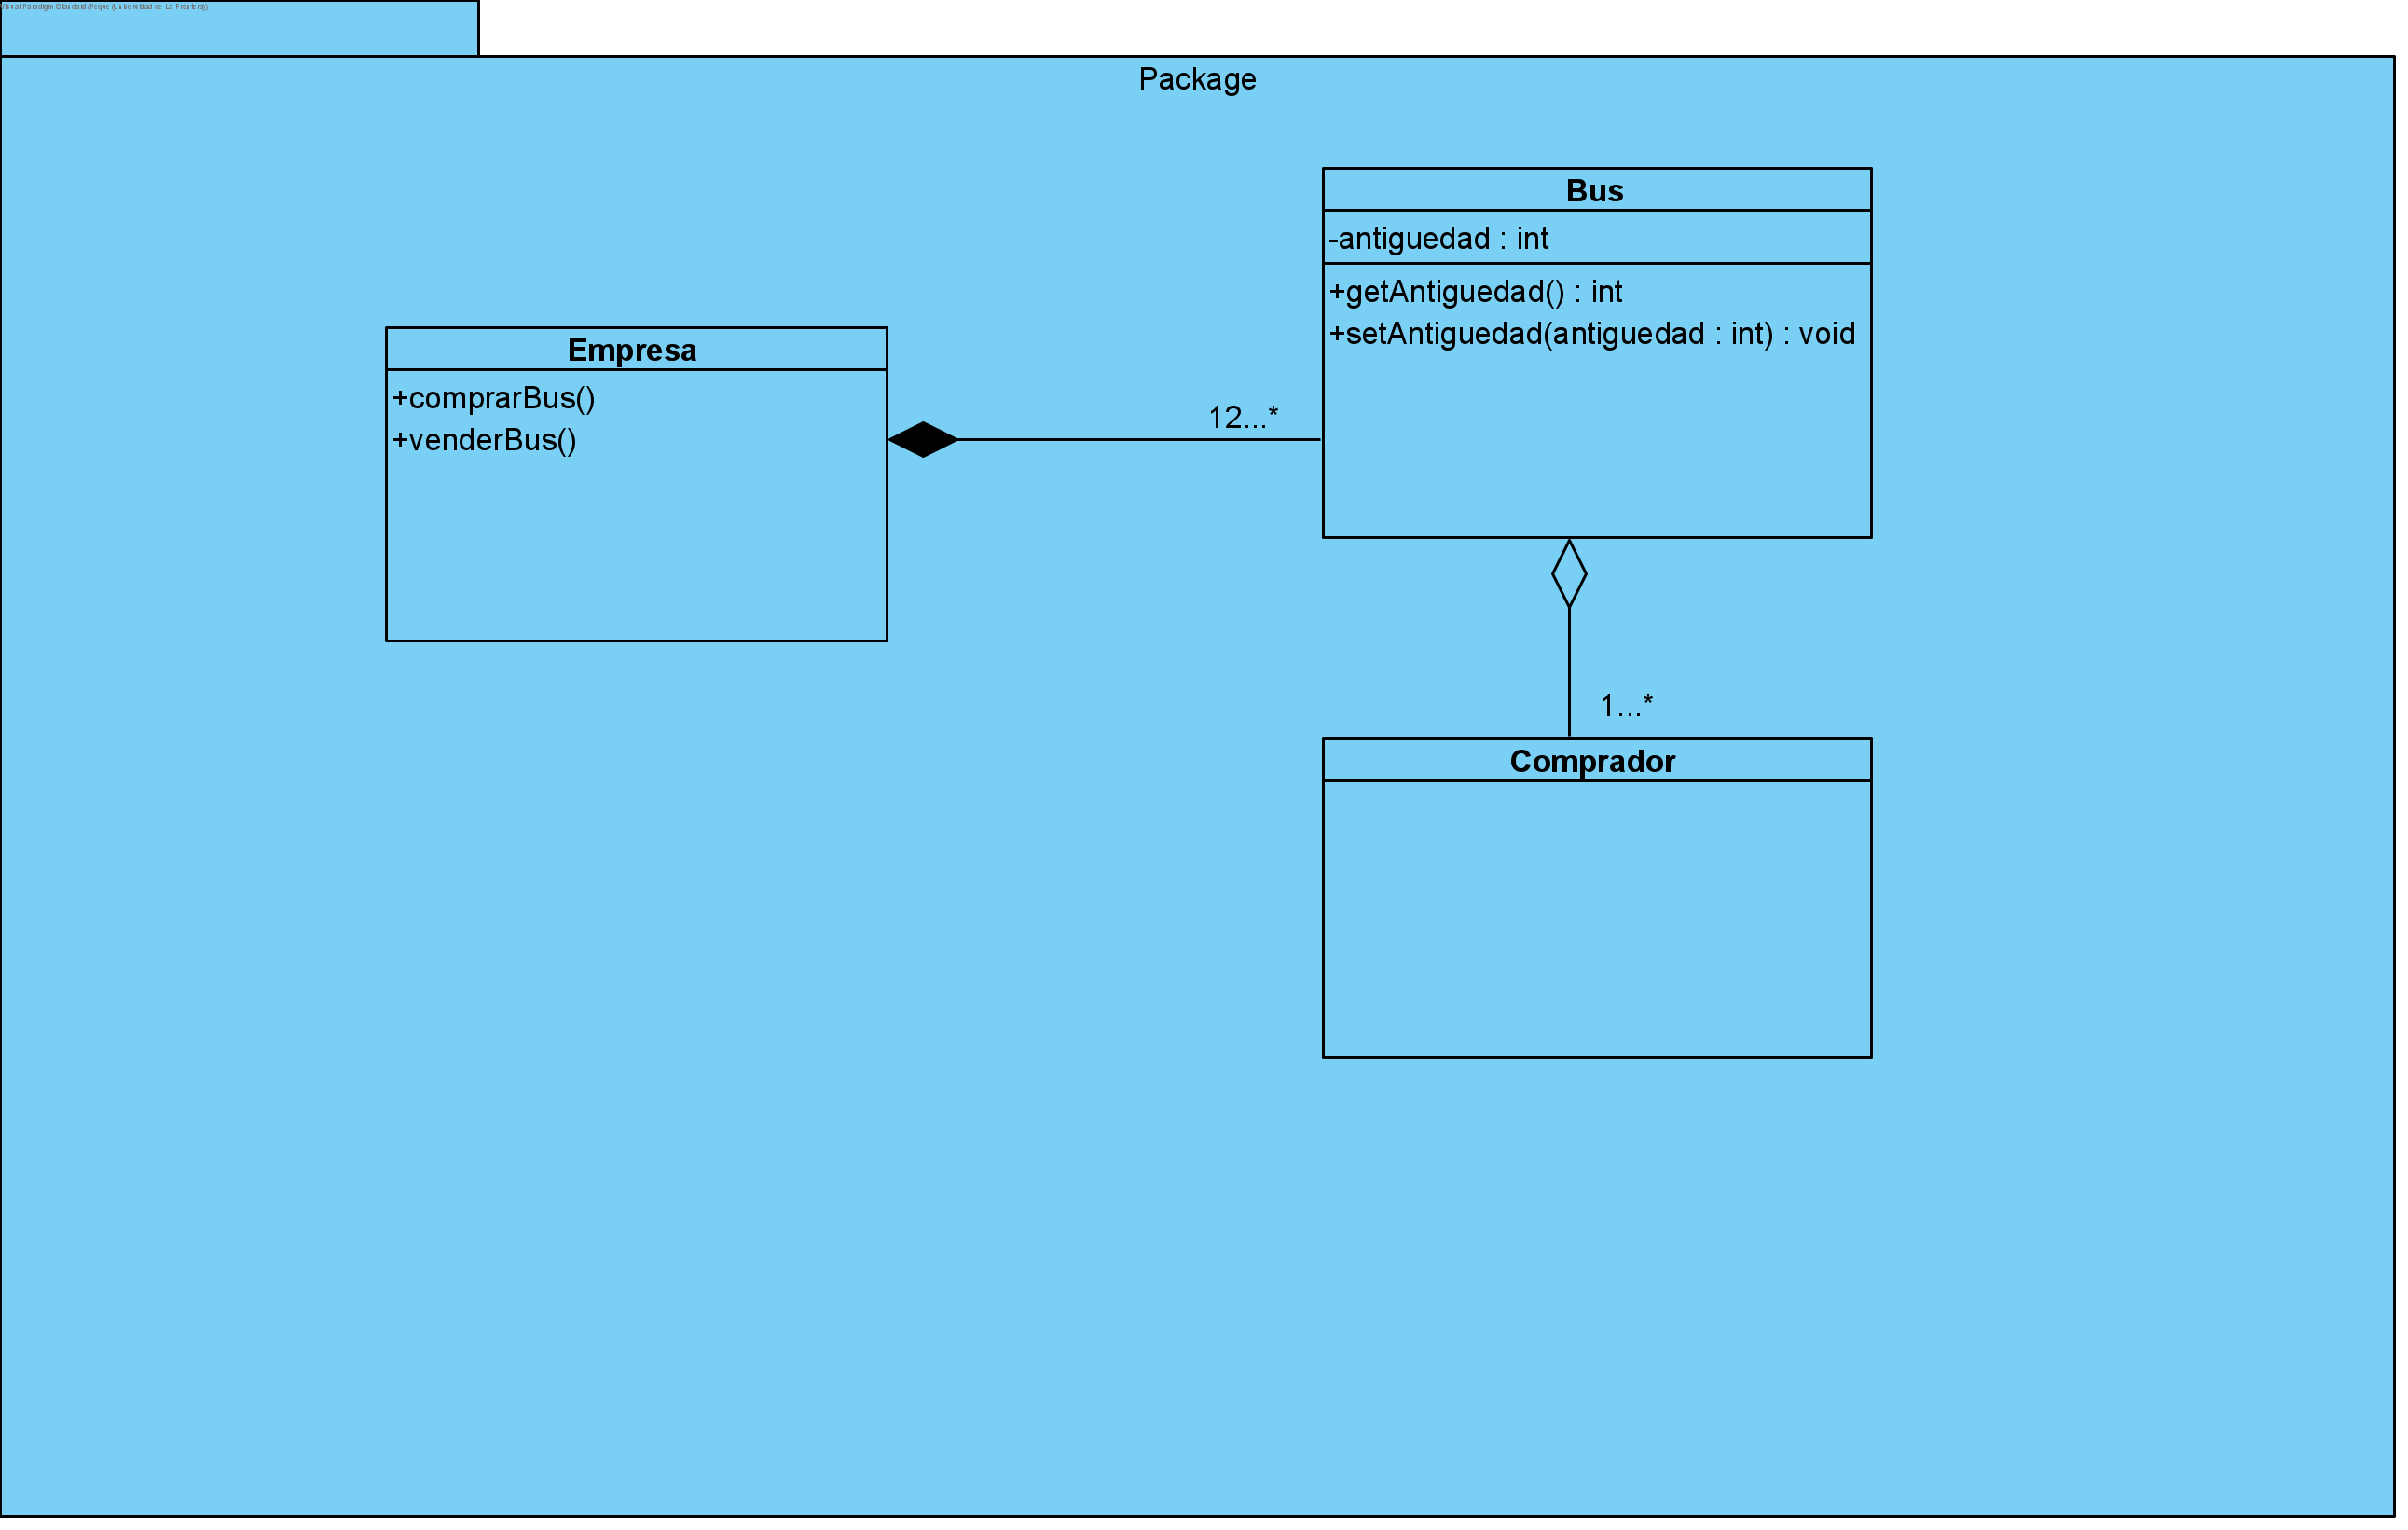 Visual Paradigm Standard(Peque(Universidad de La Frontera))
Package
Bus
-antiguedad : int
+getAntiguedad() : int
+setAntiguedad(antiguedad : int) : void
Empresa
+comprarBus()
+venderBus()
12...*
1...*
Comprador